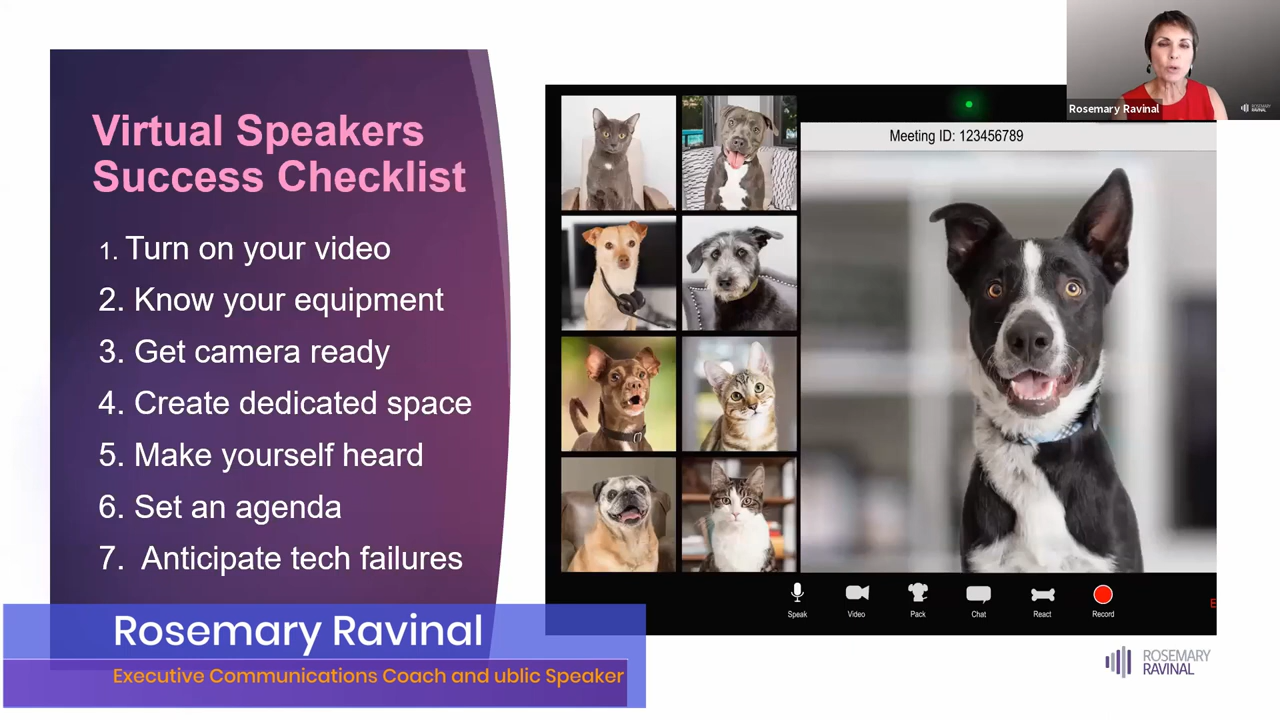 Virtual Speakers
Success Checklist
1. Turn on your video
2. Know your equipment
3. Get camera ready
4. Create dedicated space
5. Make yourself heard
6. Set an agenda
7. Anticipate tech failures
Rosemary Ravinal
Executive Communications Coach and ublic Speaker
Meeting ID: 123456789
Speak
Video
Pack
Chat
React
Record
E
Rosemary Ravinal
ROSEMARY
RAVINAL
ROSEMARY
RAVINAL